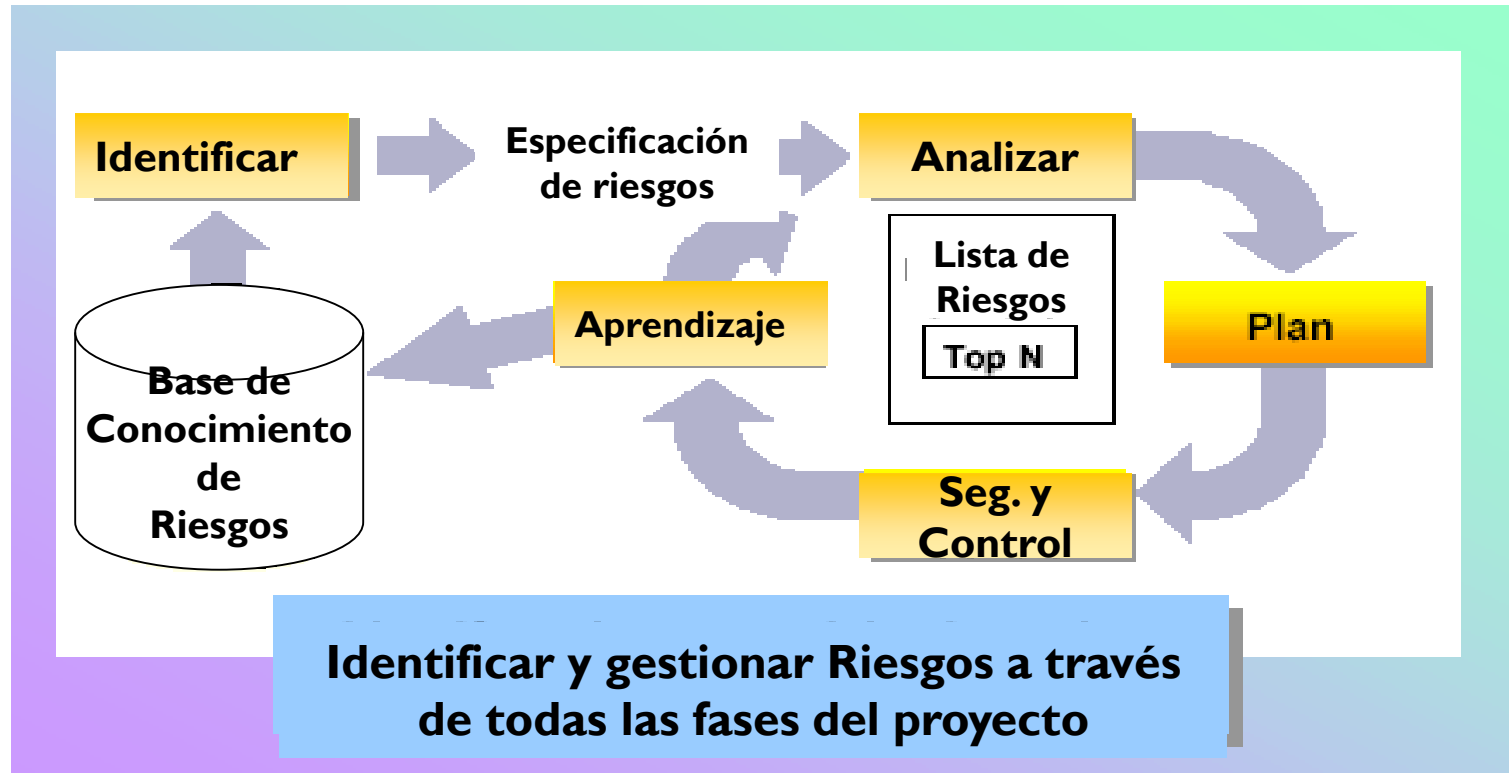 Identificar
Especificación
de riesgos
Analizar
Lista de
Riesgos
Top N
Plan
Aprendizaje
Base de
Conocimiento
de
Riesgos
Seg. y
Control
Identificar y gestionar Riesgos a través
de todas las fases del proyecto